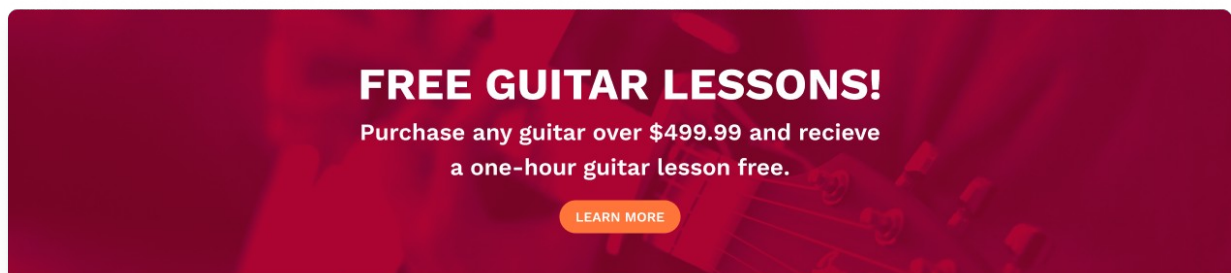 FREE GUITAR LESSONS!
Purchase any guitar over $499.99 and recieve
a one-hour guitar lesson free.
LEARN MORE